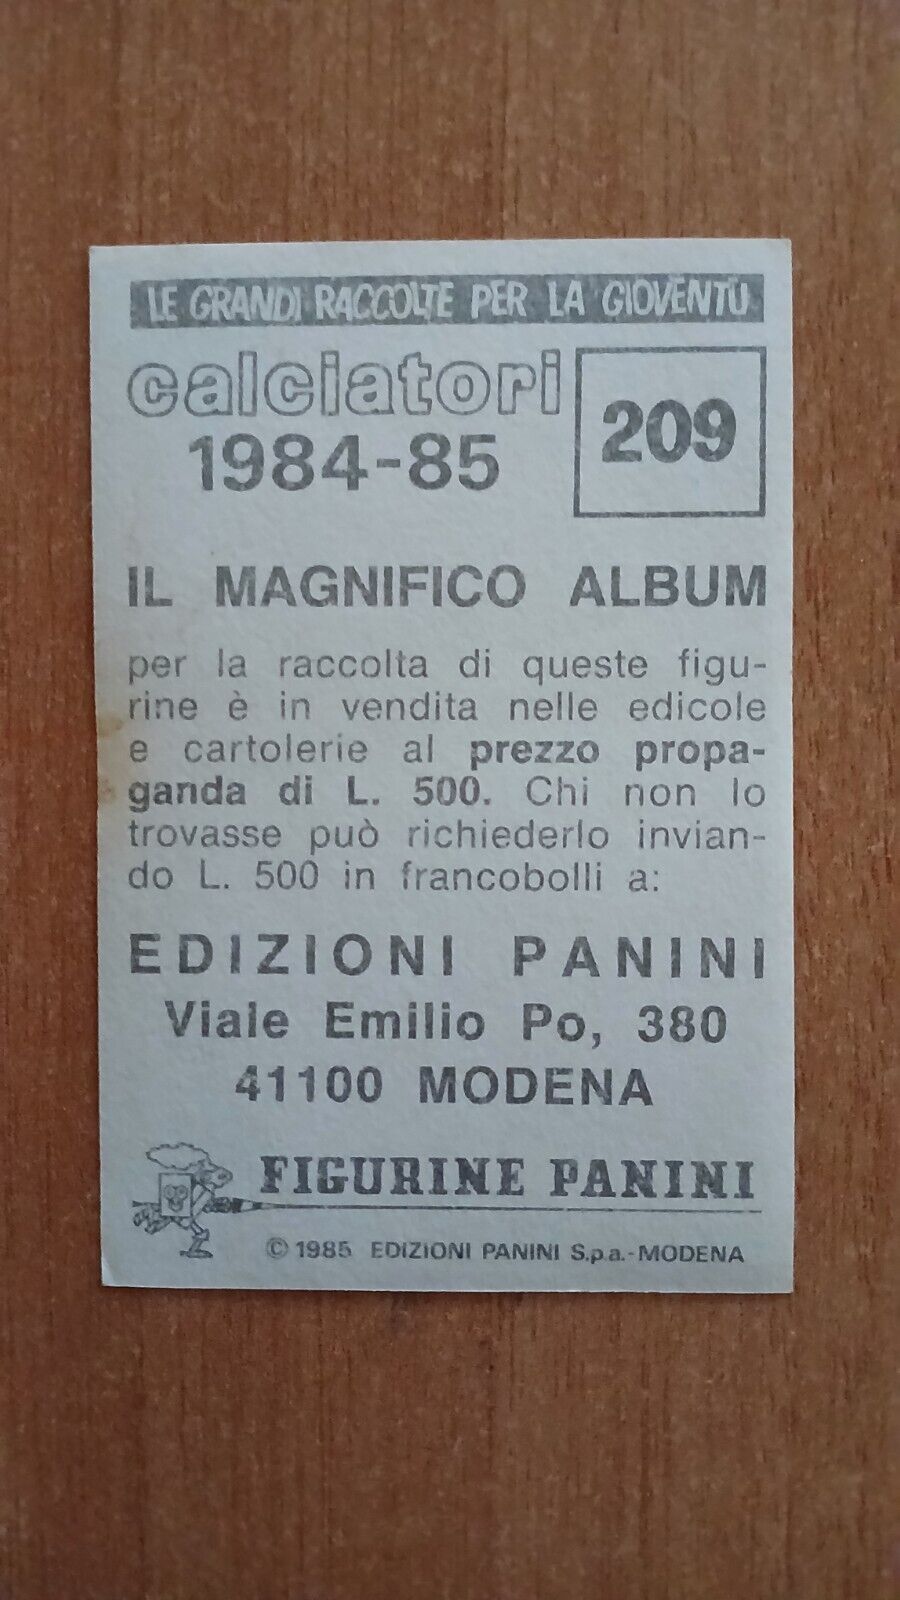 LE GRANDI RACCOLTE PER LA GIOVENTÙ
calciatori
1984-85
209
IL MAGNIFICO ALBUM
per la raccolta di queste figu-
rine è in vendita nelle edicole
e cartolerie al prezzo propa-
ganda di L. 500. Chi non lo
trovasse può richiederlo invian-
do L. 500 in francobolli a:
EDIZIONI PANINI
Viale Emilio Po, 380
41100 MODENA
FIGURINE PANINI
© 1985 EDIZIONI PANINI S.p.a.-MODENA